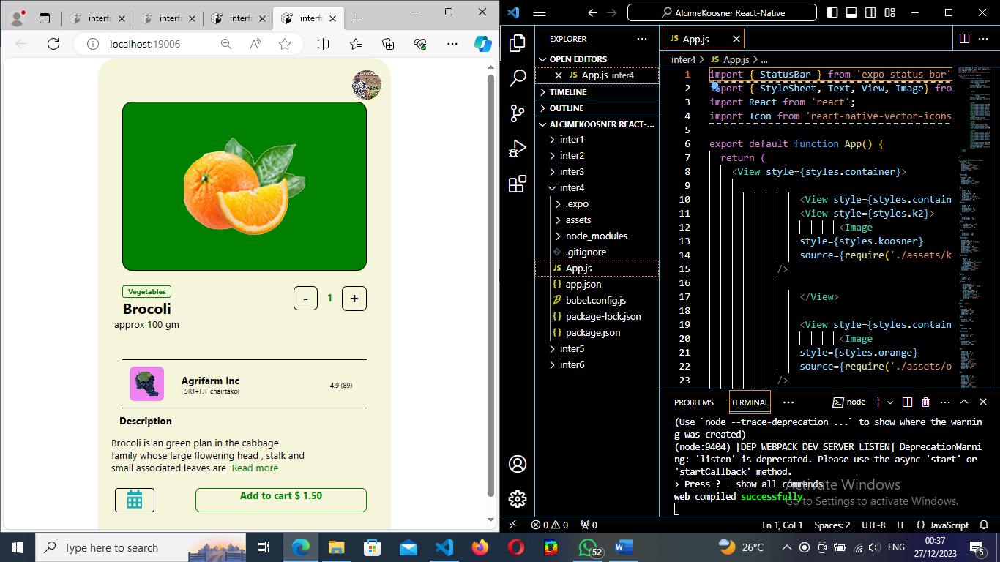 interfa
interfa
interfa
interfa
localhost:19006
Vegetables
Brocoli
approx 100 gm
- 1 +
Agrifarm Inc
F5RJ+FJF chairtakol
4.9 (89)
Description
Brocoli is an green plan in the cabbage
family whose large flowering head , stalk and
small associated leaves are Read more
Add to cart $ 1.50
AlcimeKoosner React-Native
EXPLORER
OPEN EDITORS
JS App.js inter4
TIMELINE
OUTLINE
ALCIMEKOOSNER REACT-...
inter1
inter2
inter3
inter4
.expo
assets
node_modules
.gitignore
JS App.js
{} app.json
babel.config.js
{} package-lock.json
{} package.json
inter5
inter6
JS App.js
inter4 > JS App.js > ...
1 import { StatusBar } from 'expo-status-bar'
2 import { StyleSheet, Text, View, Image} fro
3 import React from 'react';
4 import Icon from 'react-native-vector-icons
5
6 export default function App() {
7 return (
8 <View style={styles.container}>
9
10 <View style={styles.contain
11 <View style={styles.k2}>
12 <Image
13 style={styles.koosner}
14 source={require('./assets/k
15 />
16
17 </View>
18
19 <View style={styles.contain
20 <Image
21 style={styles.orange}
22 source={require('./assets/o
23 />
PROBLEMS TERMINAL ... node
(Use `node --trace-deprecation ...` to show where the warnin
g was created)
(node:9404) [DEP_WEBPACK_DEV_SERVER_LISTEN] DeprecationWarni
ng: 'listen' is deprecated. Please use the async 'start' or
'startCallback' method.
› Press ? │ show all commands
web compiled successfully
Activate Windows
Go to Settings to activate Windows.
0 0 0
Ln 1, Col 1 Spaces: 2 UTF-8 LF {} JavaScript
Type here to search
52
W
26°C
ENG
00:37
27/12/2023
5